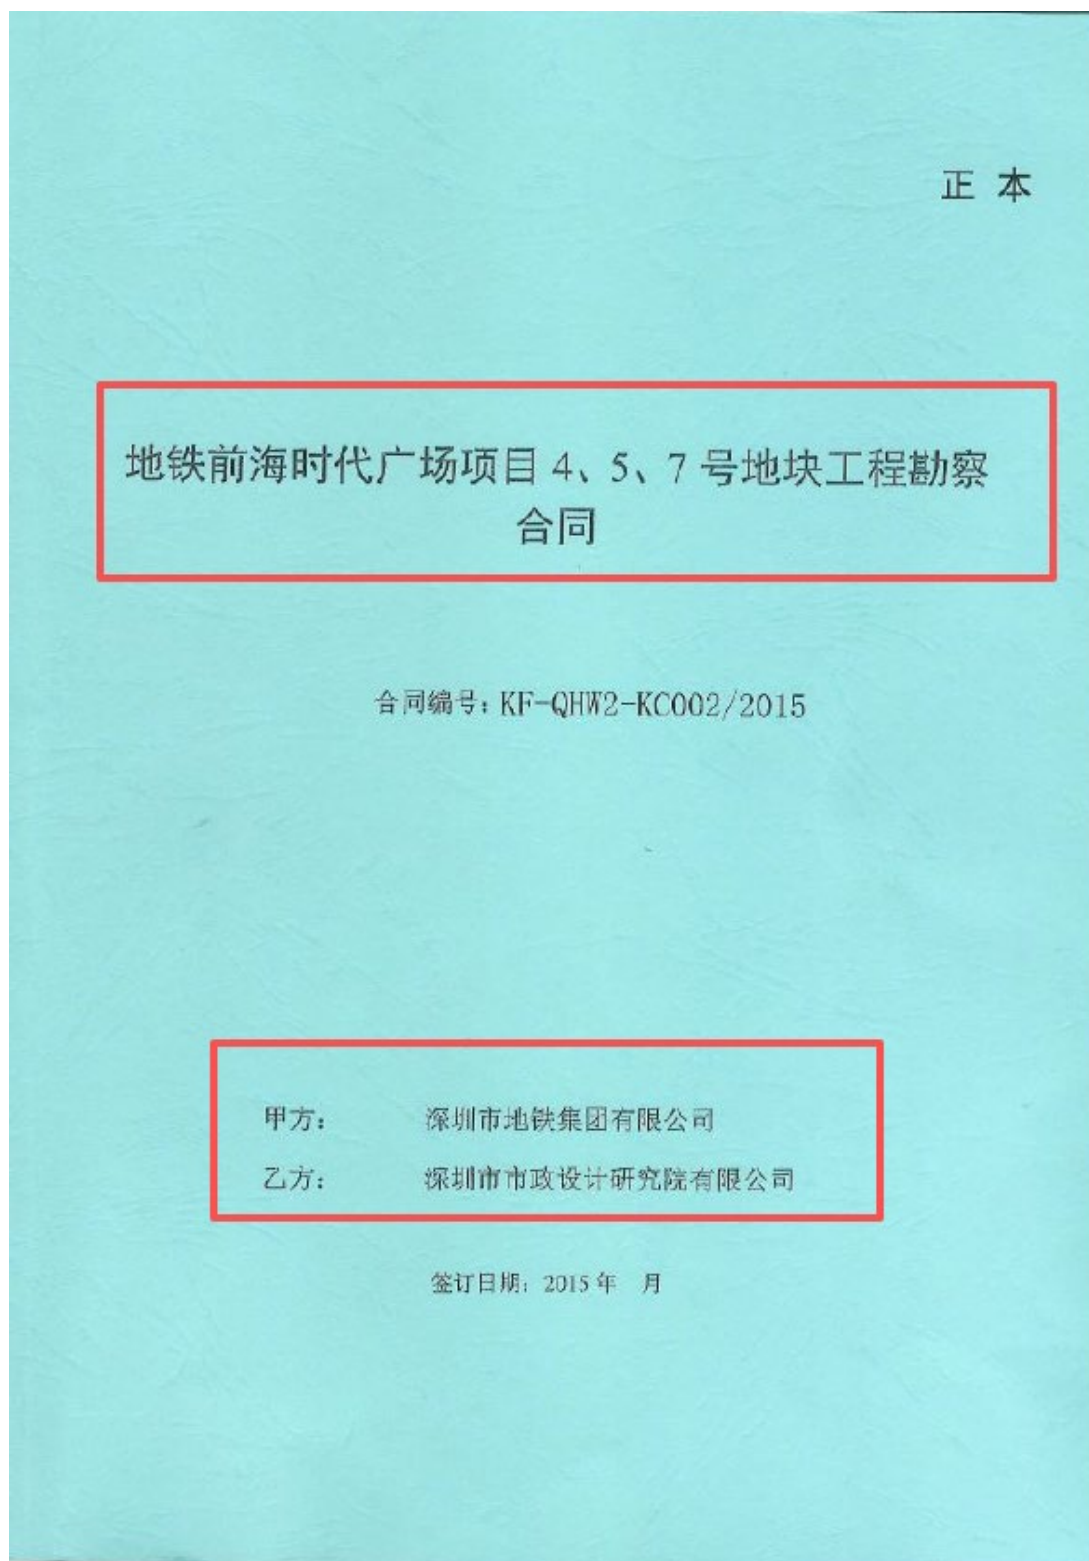 正 本
地铁前海时代广场项目 4、5、7 号地块工程勘察
合同
合同编号：KF-QHW2-KC002/2015
甲方： 深圳市地铁集团有限公司
乙方： 深圳市市政设计研究院有限公司
签订日期：2015 年 月